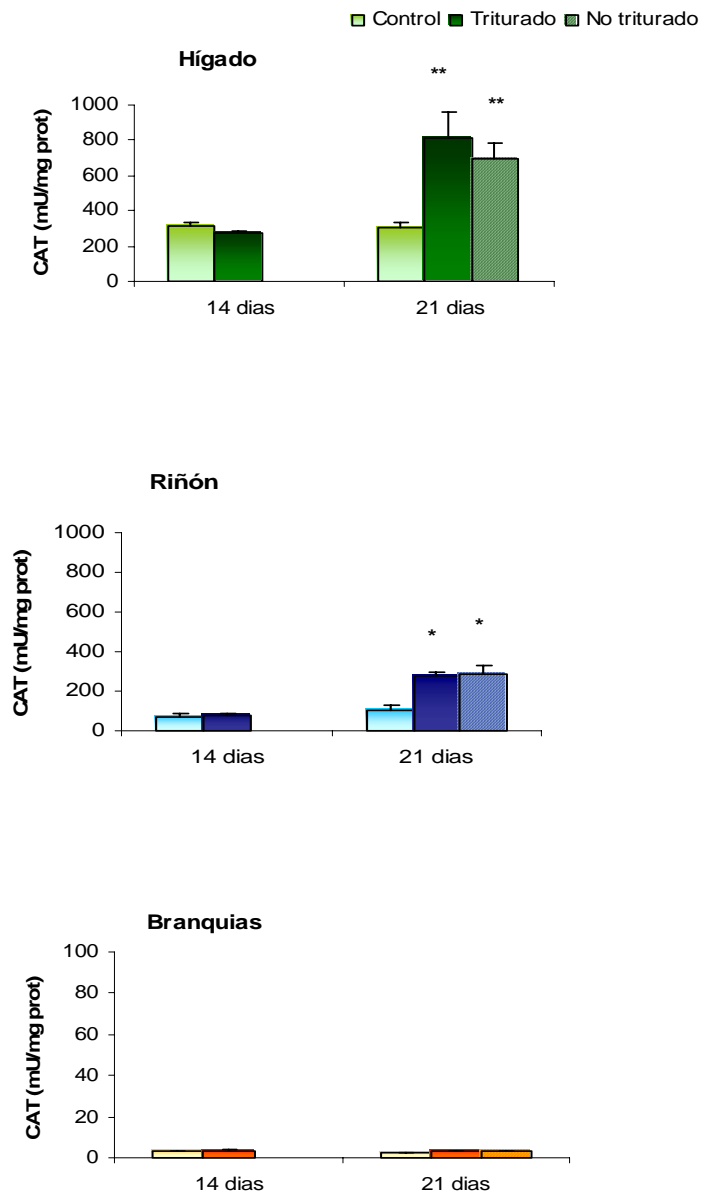 Control Triturado No triturado
Hígado
** **
1000
800
600
400
200
0
CAT (mU/mg prot)
14 dias 21 dias
Riñón
* *
1000
800
600
400
200
0
CAT (mU/mg prot)
14 dias 21 dias
Branquias
100
80
60
40
20
0
CAT (mU/mg prot)
14 dias 21 dias